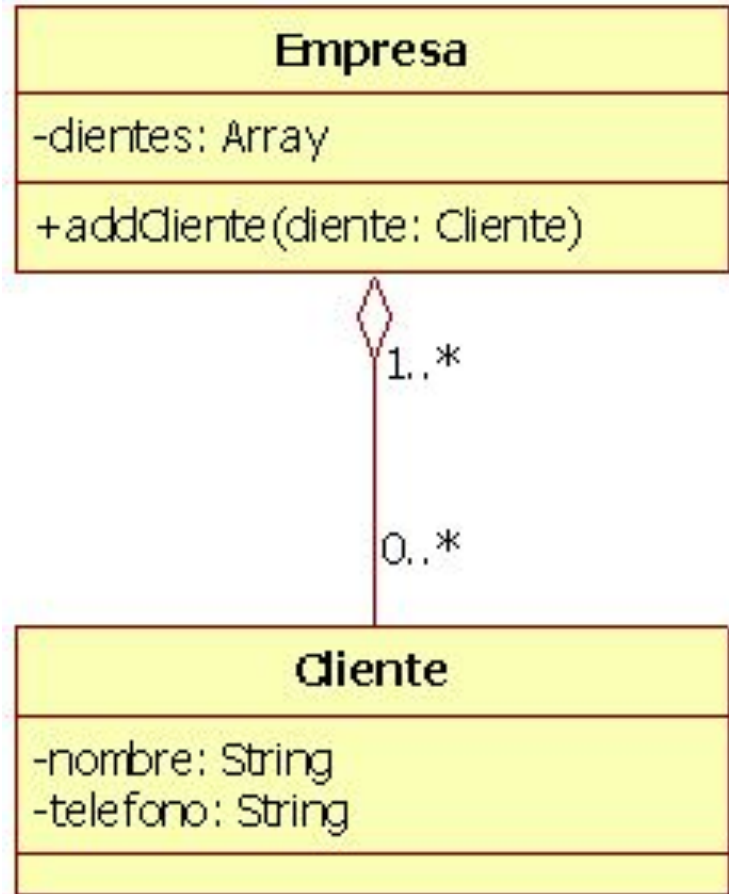 Empresa
-clientes: Array
+addCliente(cliente: Cliente)
1..*
0..*
Cliente
-nombre: String
-telefono: String